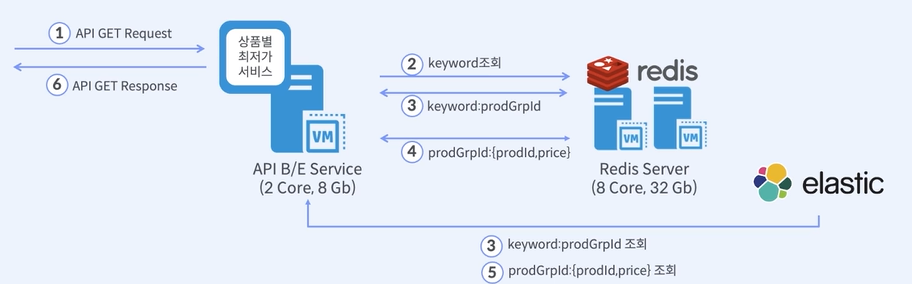 1 API GET Request
6 API GET Response
상품별
최저가
서비스
VM
API B/E Service
(2 Core, 8 Gb)
2 keyword조회
3 keyword:prodGrpId
4 prodGrpId:{prodId,price}
redis
VM
VM
Redis Server
(8 Core, 32 Gb)
elastic
3 keyword:prodGrpId 조회
5 prodGrpId:{prodId,price} 조회